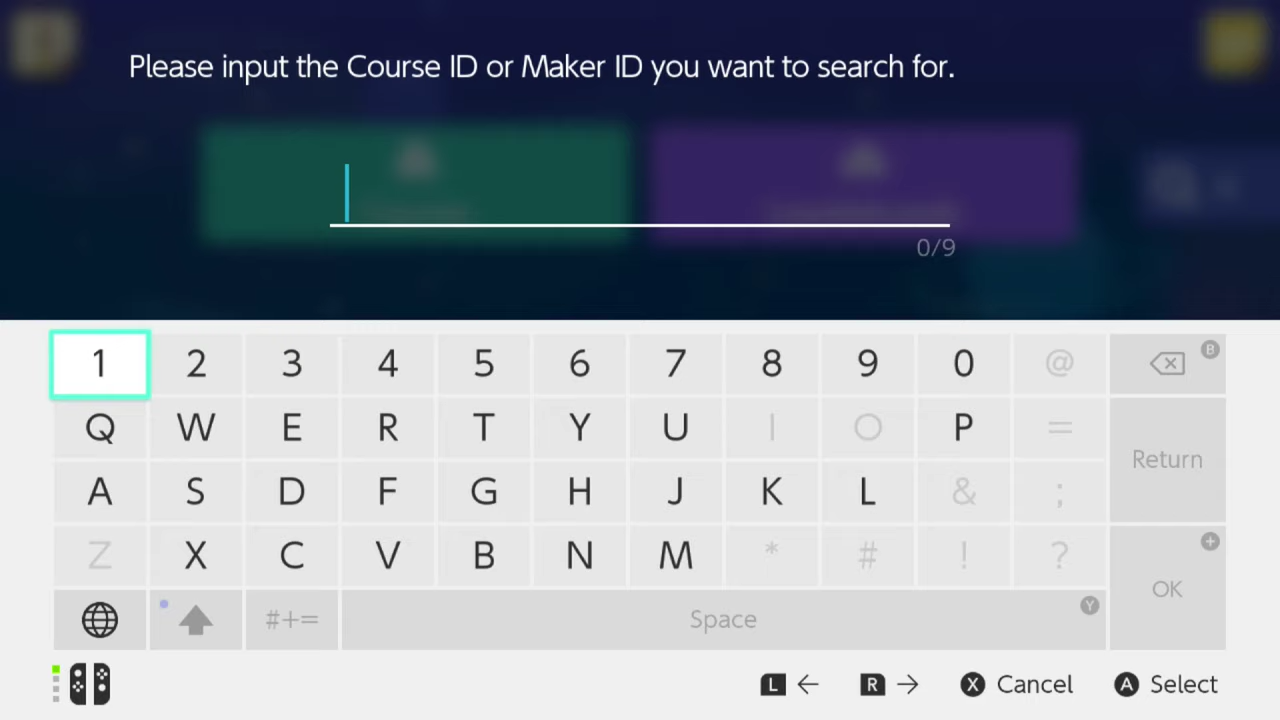 Please input the Course ID or Maker ID you want to search for.
0/9
1 2 3 4 5 6 7 8 9 0 @ B
Q W E R T Y U I O P = Return
A S D F G H J K L & ;
Z X C V B N M * # ! ? + OK
#+= Space Y
L ← R → X Cancel A Select